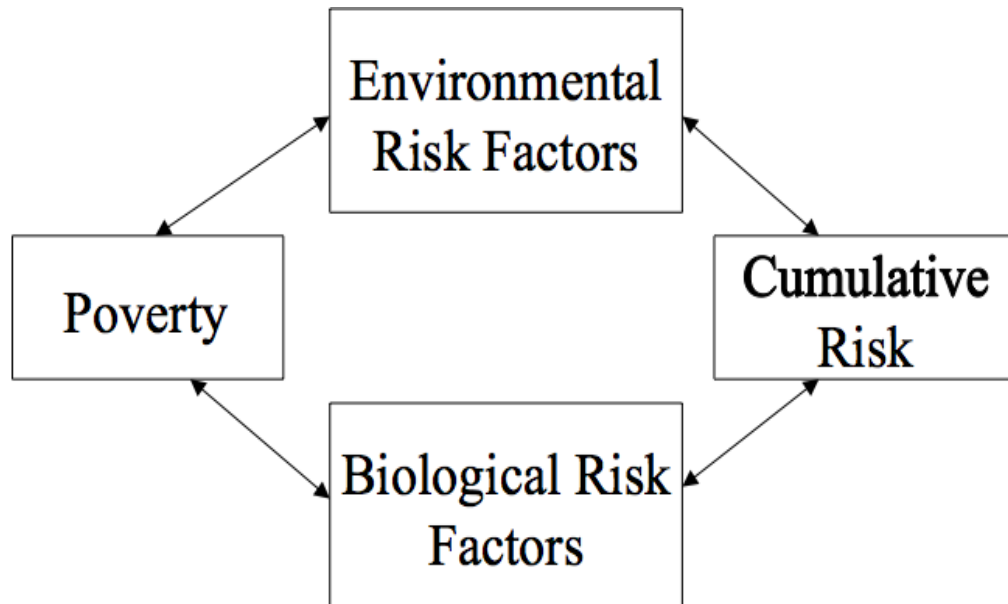 Environmental
Risk Factors
Poverty
Cumulative
Risk
Biological Risk
Factors